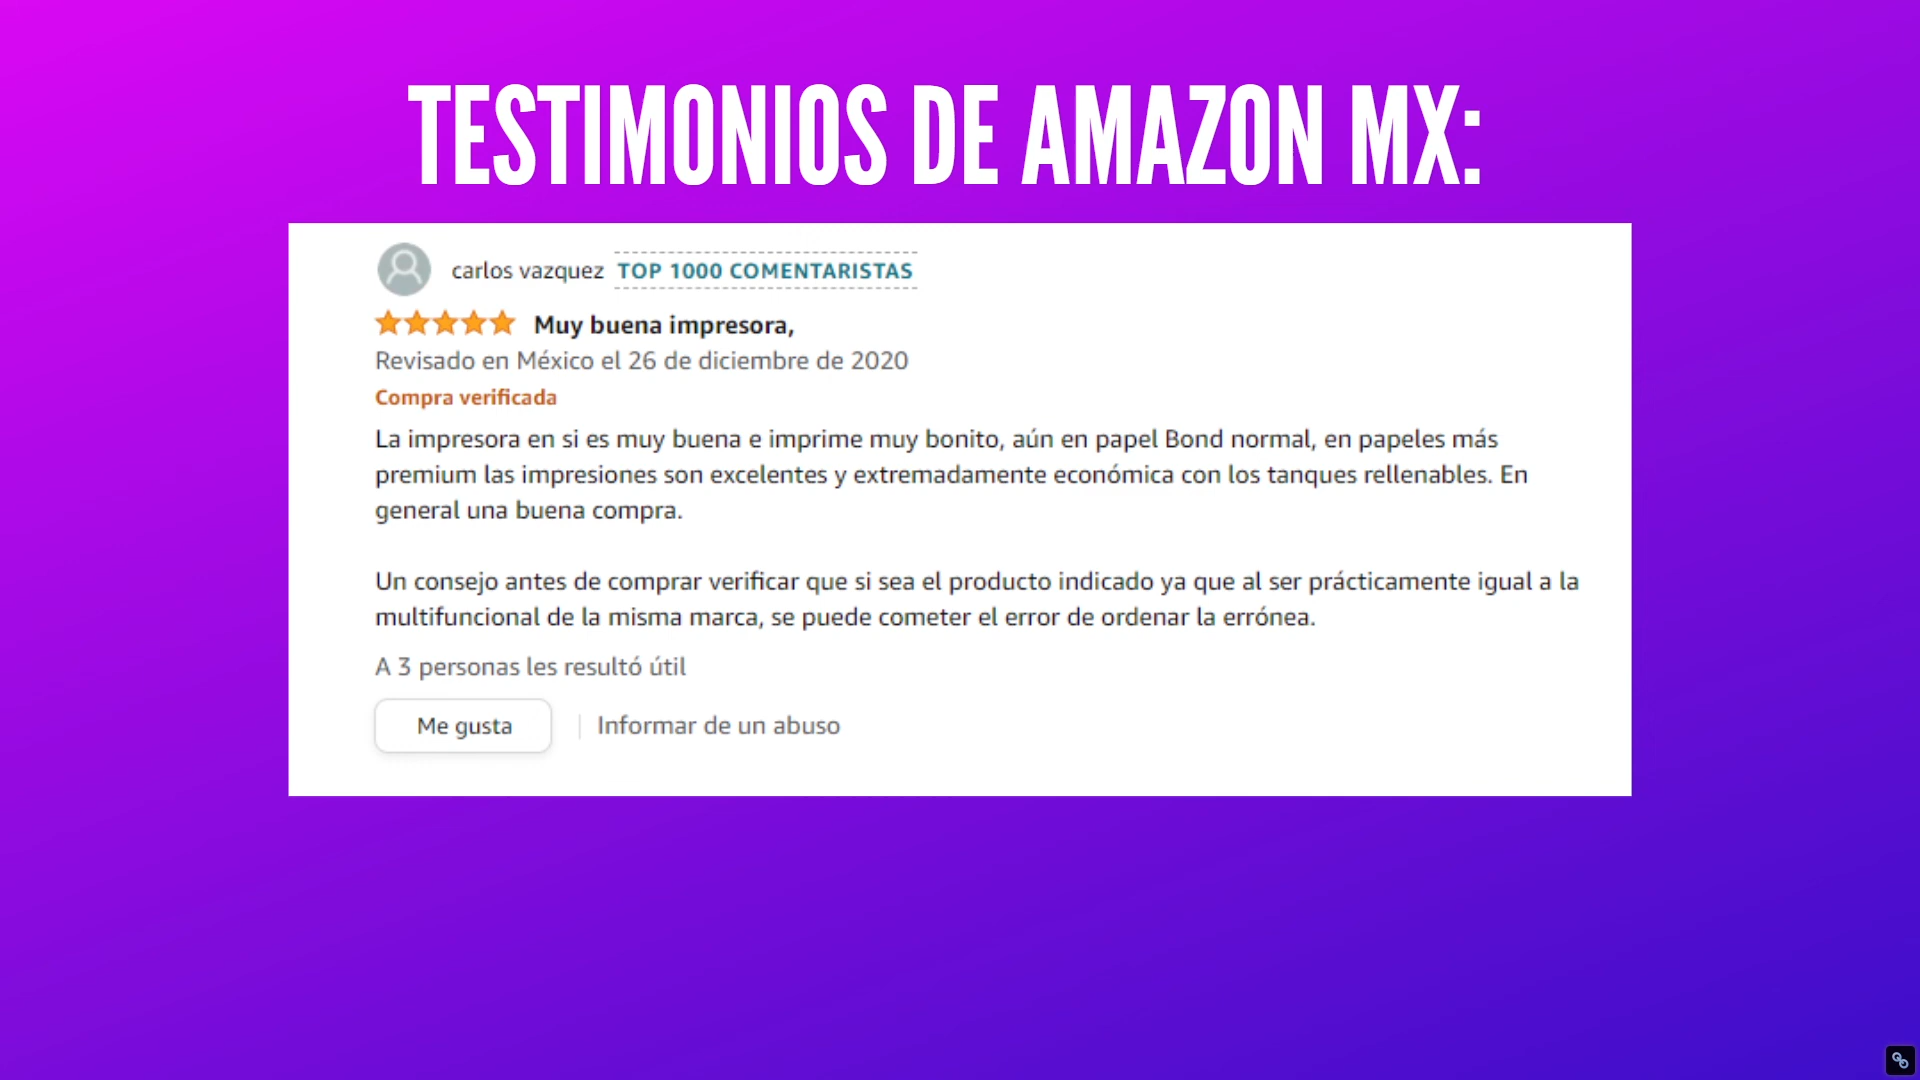 TESTIMONIOS DE AMAZON MX:
carlos vazquez TOP 1000 COMENTARISTAS
Muy buena impresora,
Revisado en México el 26 de diciembre de 2020
Compra verificada
La impresora en si es muy buena e imprime muy bonito, aún en papel Bond normal, en papeles más
premium las impresiones son excelentes y extremadamente económica con los tanques rellenables. En
general una buena compra.
Un consejo antes de comprar verificar que si sea el producto indicado ya que al ser prácticamente igual a la
multifuncional de la misma marca, se puede cometer el error de ordenar la errónea.
A 3 personas les resultó útil
Me gusta | Informar de un abuso